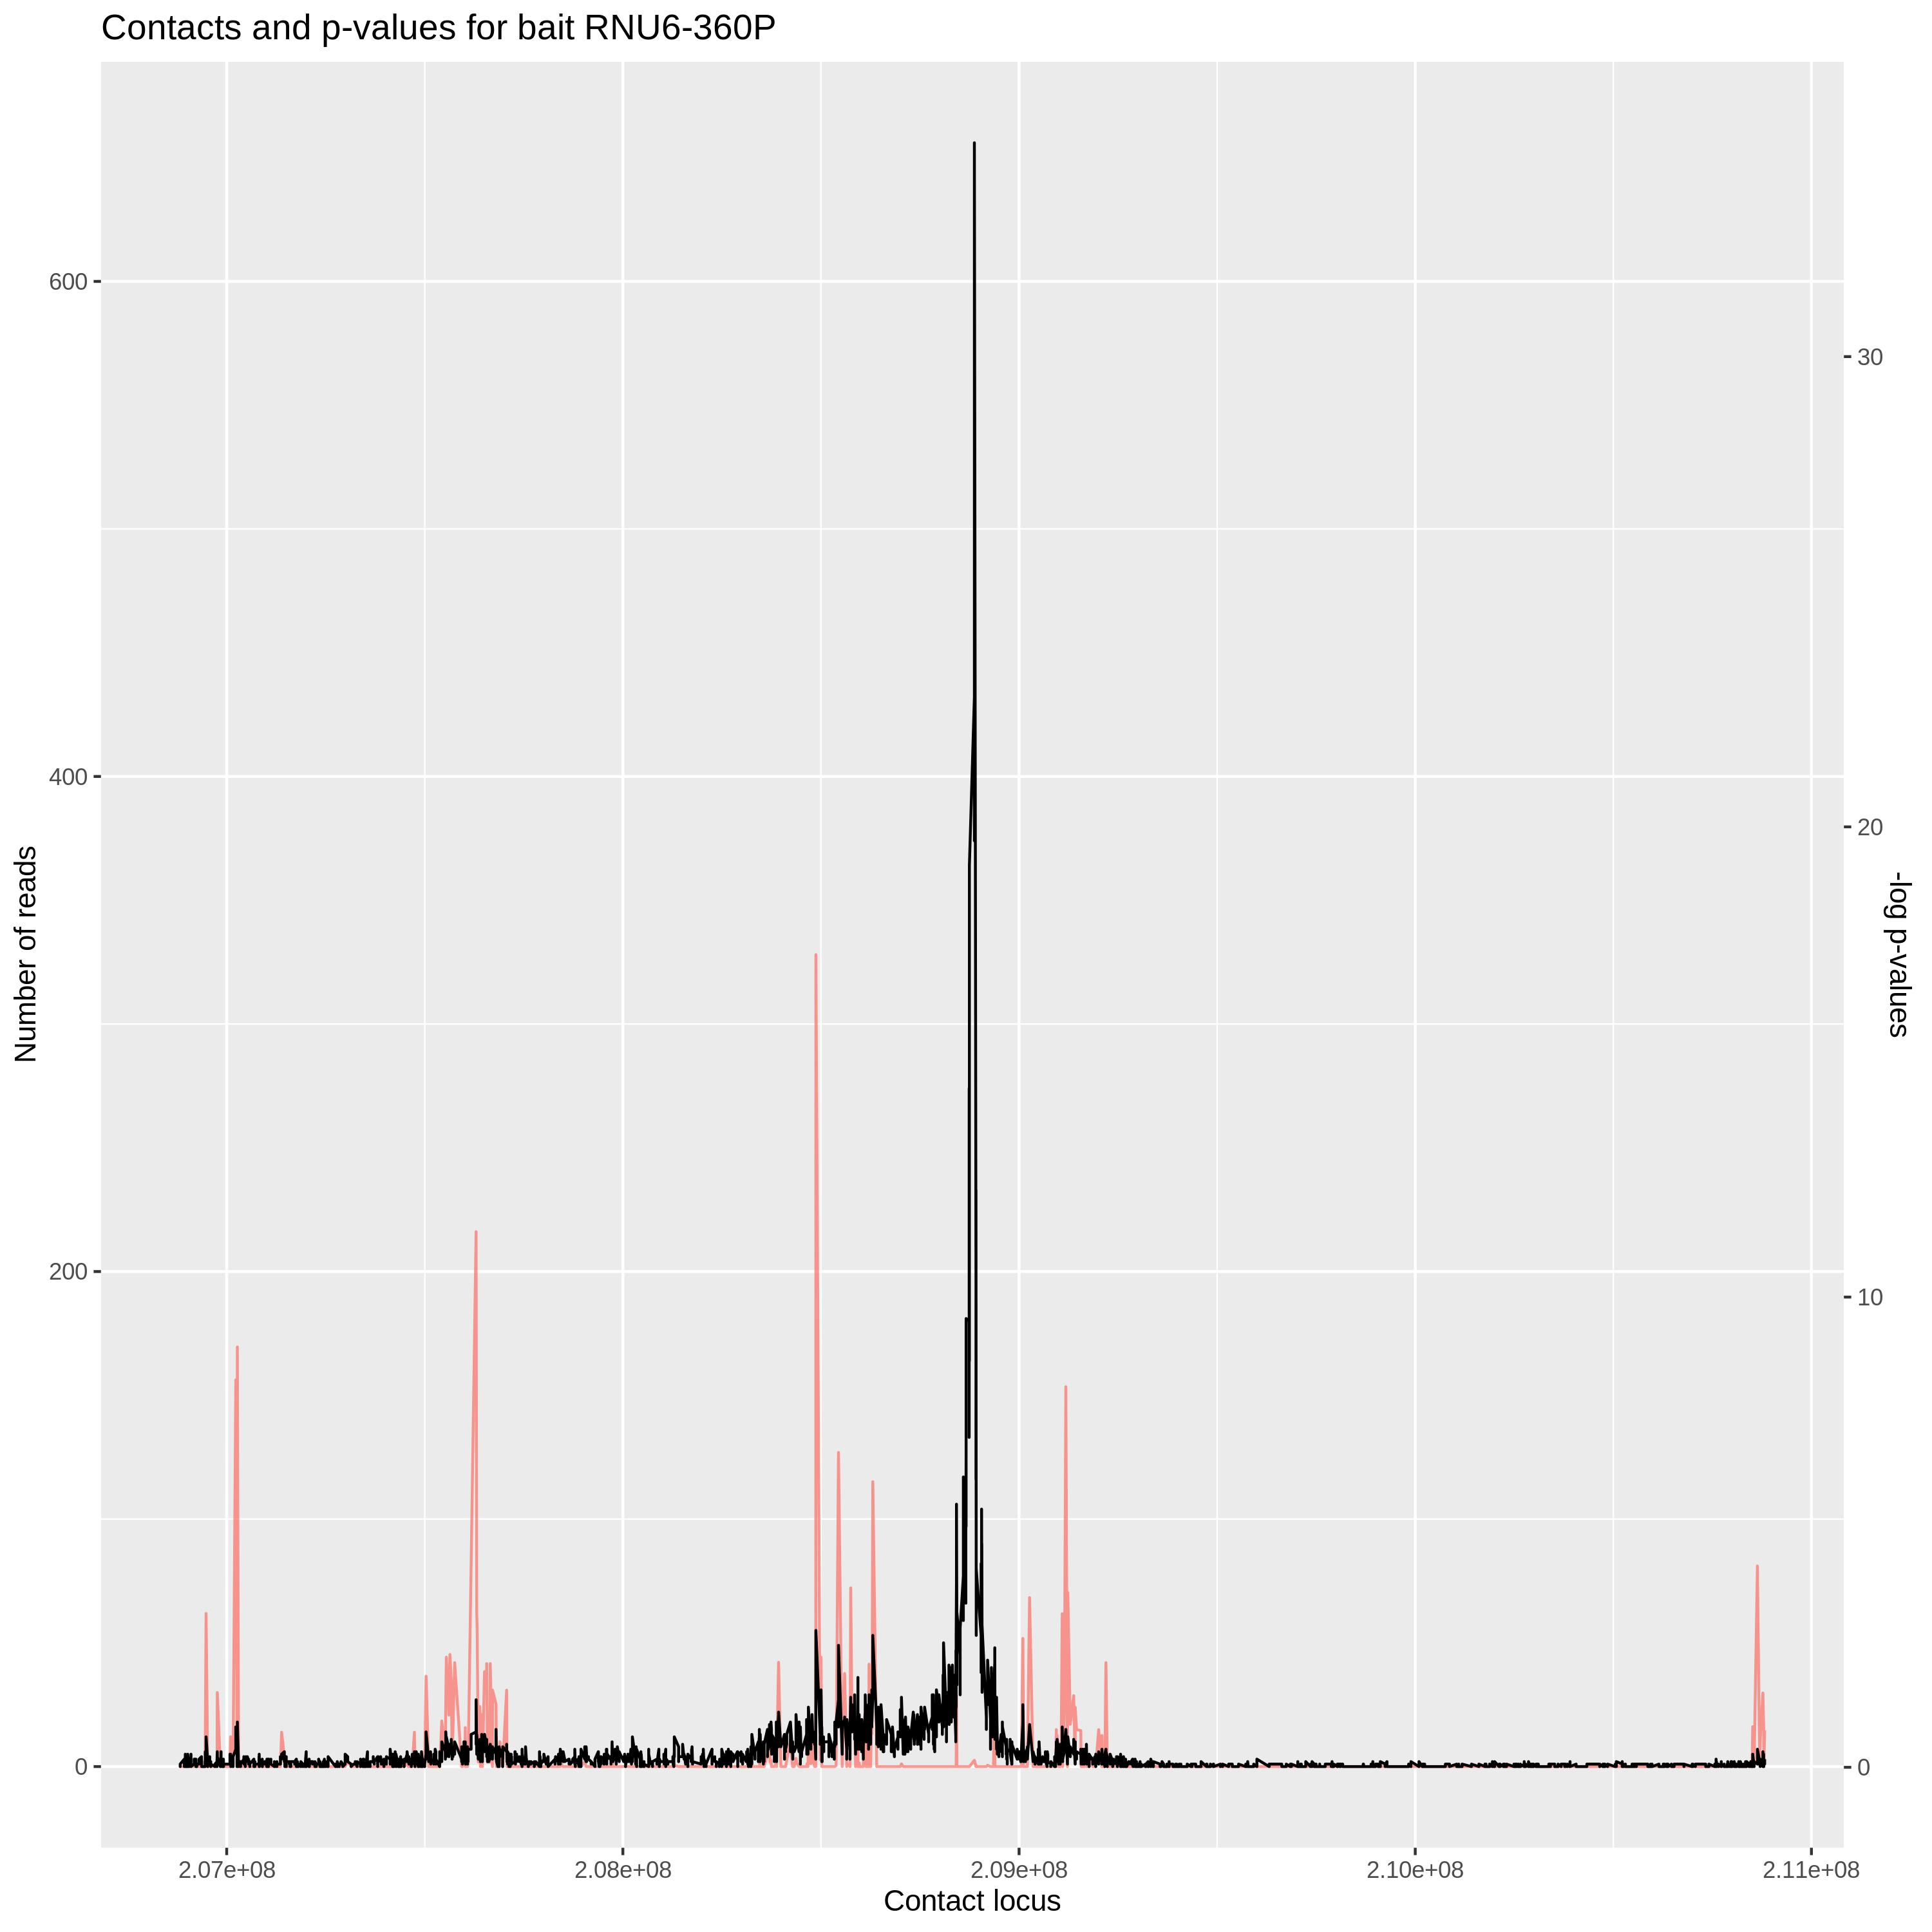 Contacts and p-values for bait RNU6-360P
600
400
200
0
Number of reads
30
20
10
0
-log p-values
2.07e+08
2.08e+08
2.09e+08
2.10e+08
2.11e+08
Contact locus